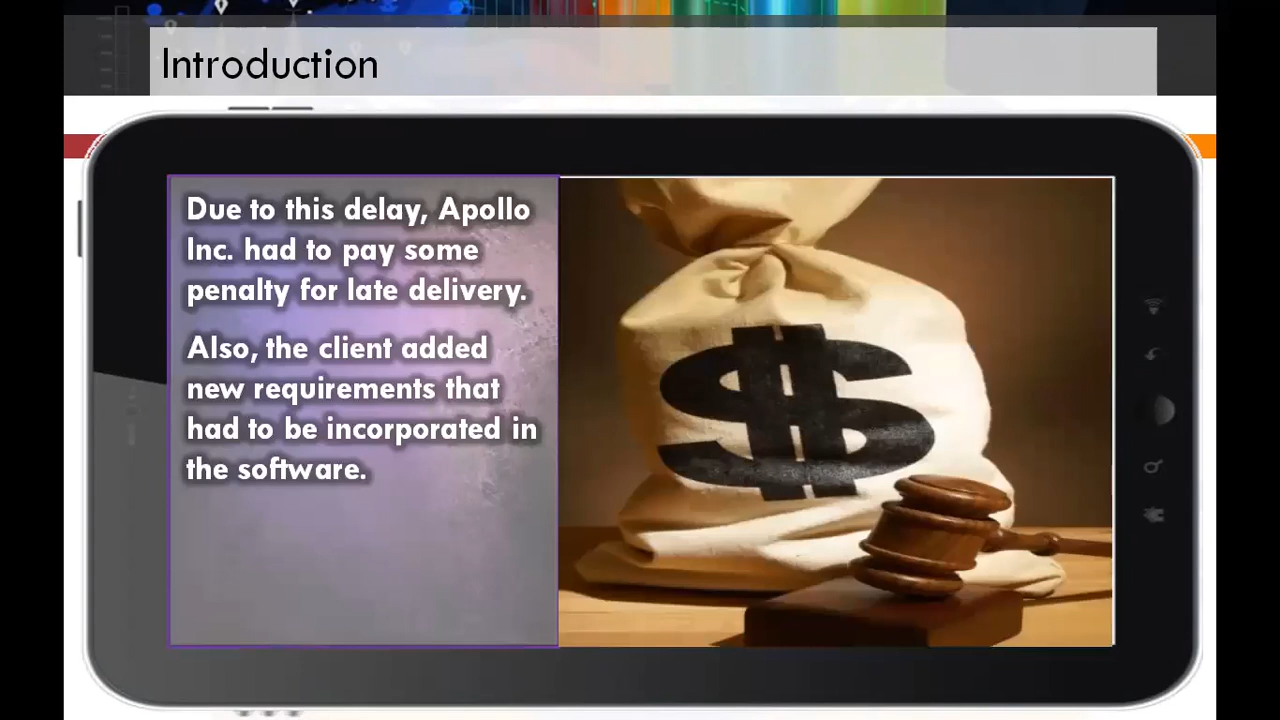 Introduction
Due to this delay, Apollo
Inc. had to pay some
penalty for late delivery.
Also, the client added
new requirements that
had to be incorporated in
the software.
$